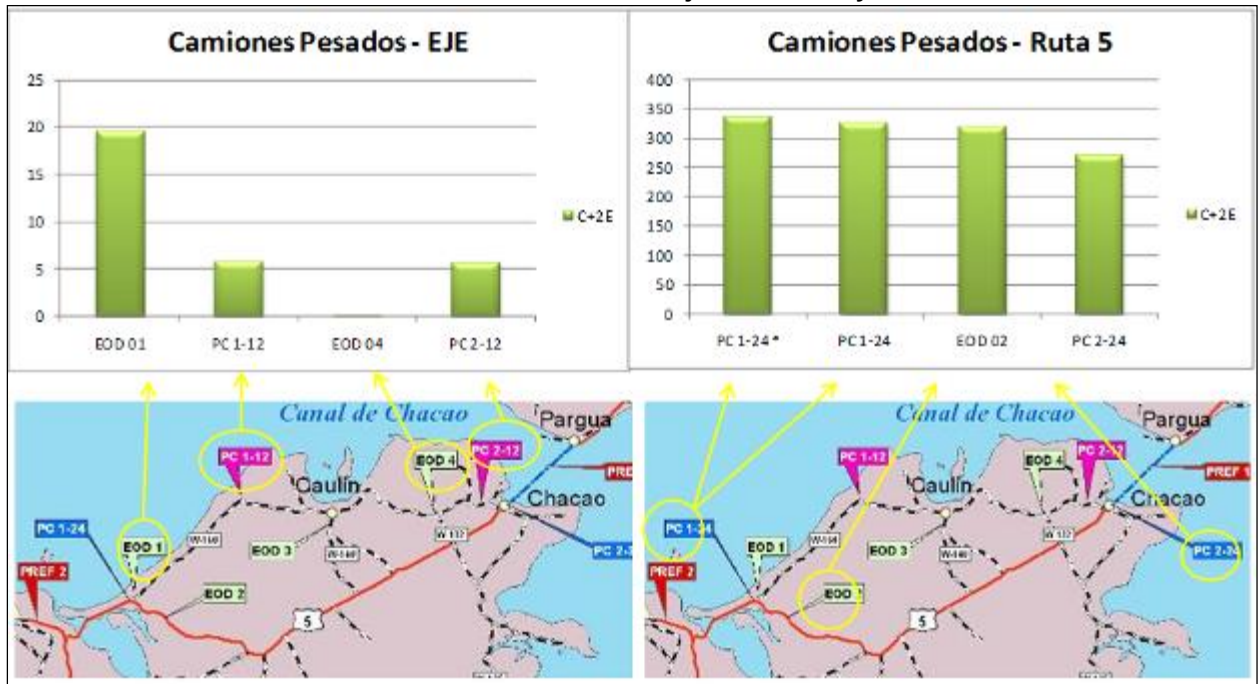 Camiones Pesados - EJE
25
20
15
10
5
0
EOD 01
PC 1-12
EOD 04
PC 2-12
C+2E
Camiones Pesados - Ruta 5
400
350
300
250
200
150
100
50
0
PC 1-24 *
PC 1-24
EOD 02
PC 2-24
C+2E
Canal de Chacao
Pargua
PC 1-12
EOD 4
PC 2-12
PREF
Caulín
Chacao
PC 1-24
EOD 1
EOD 3
W-132
PREF 2
EOD 2
5
Canal de Chacao
Pargua
PC 1-12
EOD 4
PC 2-12
PREF 1
Caulín
Chacao
PC 1-24
EOD 1
EOD 3
W-132
PC 2-24
PREF 2
EOD 2
5